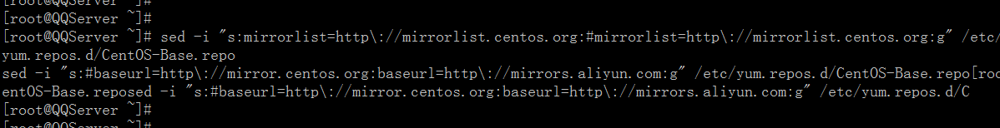 [root@QQServer ~]#
[root@QQServer ~]#
[root@QQServer ~]# sed -i "s:mirrorlist=http\://mirrorlist.centos.org:#mirrorlist=http\://mirrorlist.centos.org:g" /etc/
yum.repos.d/CentOS-Base.repo
sed -i "s:#baseurl=http\://mirror.centos.org:baseurl=http\://mirrors.aliyun.com:g" /etc/yum.repos.d/CentOS-Base.repo[roo
entOS-Base.reposed -i "s:#baseurl=http\://mirror.centos.org:baseurl=http\://mirrors.aliyun.com:g" /etc/yum.repos.d/C
[root@QQServer ~]#
[root@QQServer ~]#